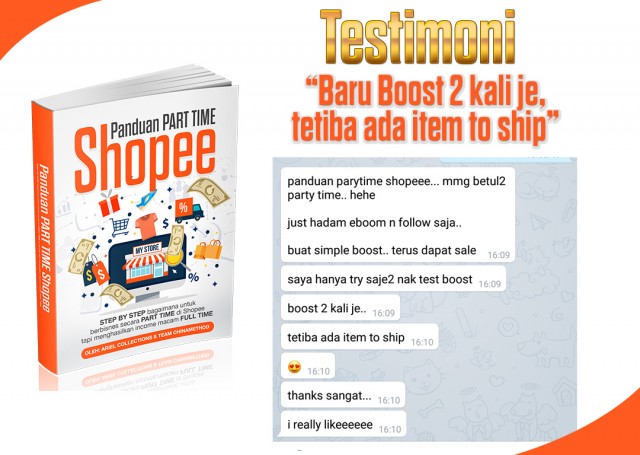 Testimoni
"Baru Boost 2 kali je,
tetiba ada item to ship"
Panduan PART TIME
Shopee
MY STORE
STEP BY STEP bagaimana untuk
berbisnes secara PART TIME di Shopee
tapi menghasilkan income macam FULL TIME
OLEH: ARIEL COLLECTIONS & TEAM CHINAMETHOD
Panduan PART TIME Shopee
panduan parytime shopeee... mmg betul2
party time.. hehe
just hadam eboom n follow saja..
buat simple boost.. terus dapat sale 16:09
saya hanya try saje2 nak test boost 16:09
boost 2 kali je.. 16:09
tetiba ada item to ship 16:10
😍 16:10
thanks sangat... 16:10
i really likeeeeee 16:10